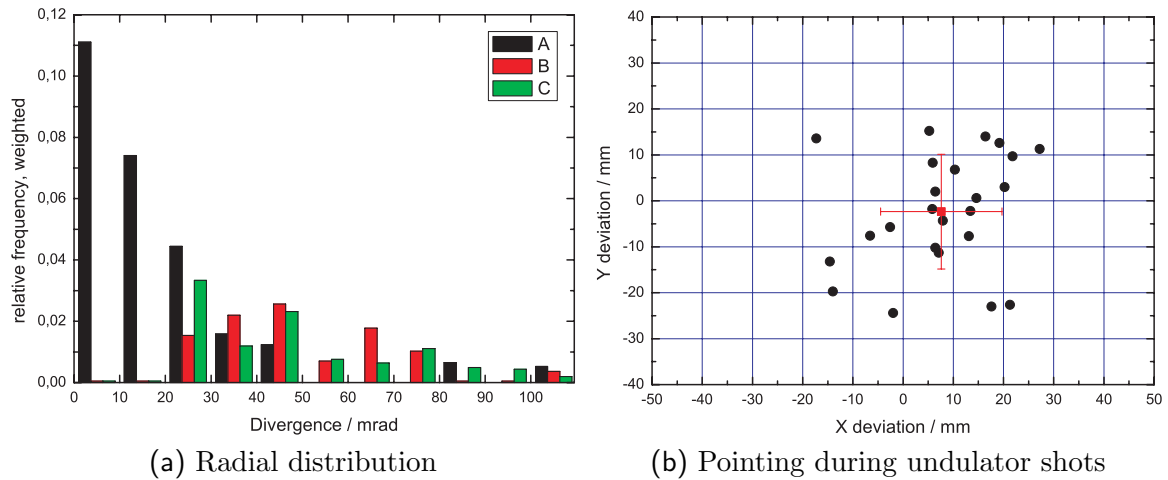 0,12
0,10
0,08
0,06
0,04
0,02
0,00
relative frequency, weighted
A
B
C
0 10 20 30 40 50 60 70 80 90 100
Divergence / mrad
(a) Radial distribution
40
30
20
10
0
-10
-20
-30
-40
Y deviation / mm
-50 -40 -30 -20 -10 0 10 20 30 40 50
X deviation / mm
(b) Pointing during undulator shots